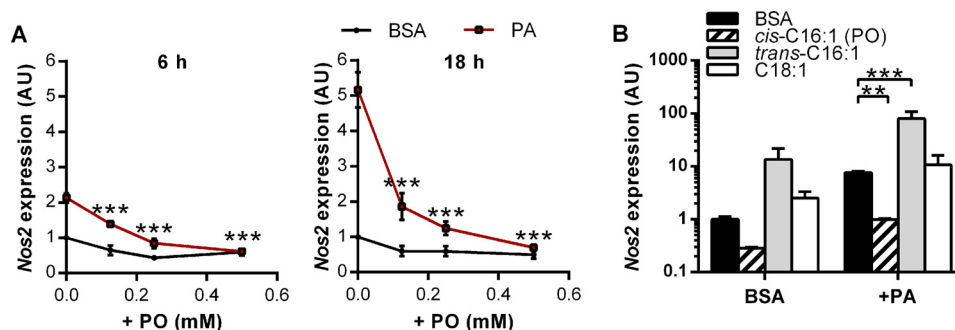 A
BSA
PA
6 h
18 h
Nos2 expression (AU)
6
5
4
3
2
1
0
***
***
***
0.0
0.2
0.4
0.6
+ PO (mM)
Nos2 expression (AU)
6
5
4
3
2
1
0
***
***
***
0.0
0.2
0.4
0.6
+ PO (mM)
B
BSA
cis-C16:1 (PO)
trans-C16:1
C18:1
Nos2 expression (AU)
1000
100
10
1
0.1
***
**
BSA
+PA